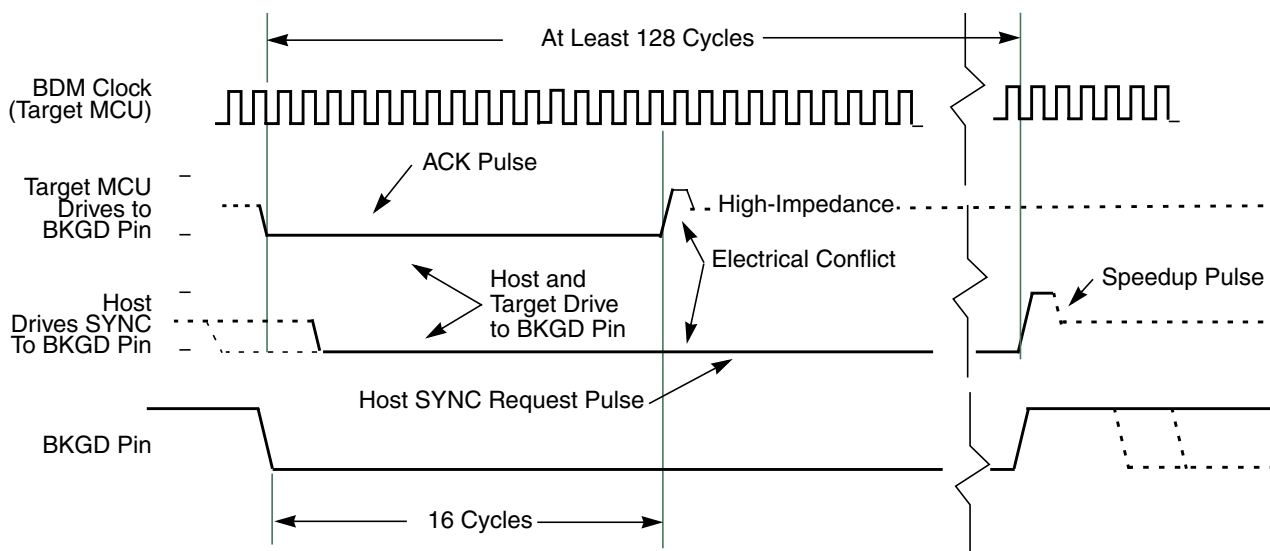 At Least 128 Cycles
BDM Clock
(Target MCU)
ACK Pulse
Target MCU
Drives to
BKGD Pin
High-Impedance
Electrical Conflict
Host and
Target Drive
to BKGD Pin
Speedup Pulse
Host
Drives SYNC
To BKGD Pin
Host SYNC Request Pulse
BKGD Pin
16 Cycles